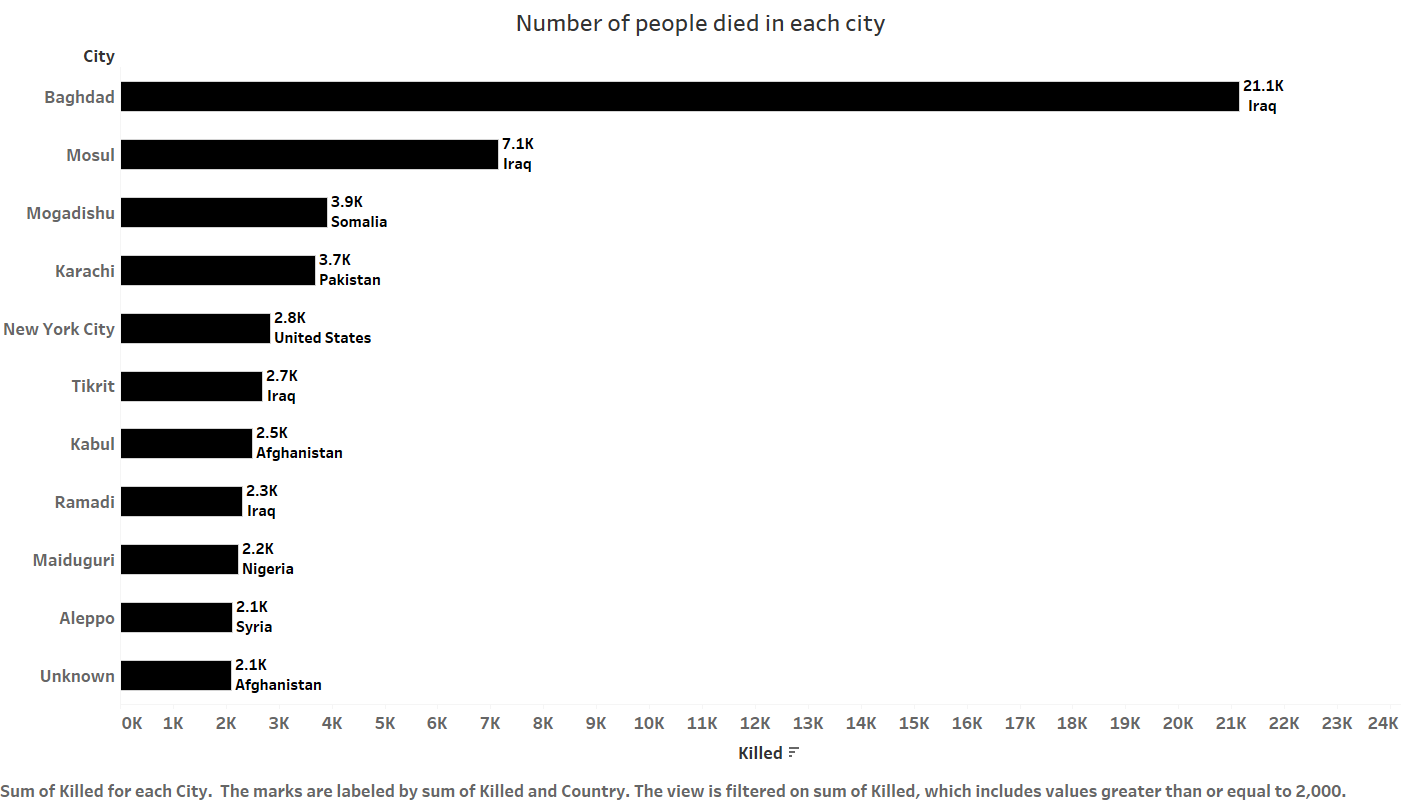 Number of people died in each city
City
Baghdad
21.1K
Iraq
Mosul
7.1K
Iraq
Mogadishu
3.9K
Somalia
Karachi
3.7K
Pakistan
New York City
2.8K
United States
Tikrit
2.7K
Iraq
Kabul
2.5K
Afghanistan
Ramadi
2.3K
Iraq
Maiduguri
2.2K
Nigeria
Aleppo
2.1K
Syria
Unknown
2.1K
Afghanistan
0K 1K 2K 3K 4K 5K 6K 7K 8K 9K 10K 11K 12K 13K 14K 15K 16K 17K 18K 19K 20K 21K 22K 23K 24K
Killed
Sum of Killed for each City. The marks are labeled by sum of Killed and Country. The view is filtered on sum of Killed, which includes values greater than or equal to 2,000.